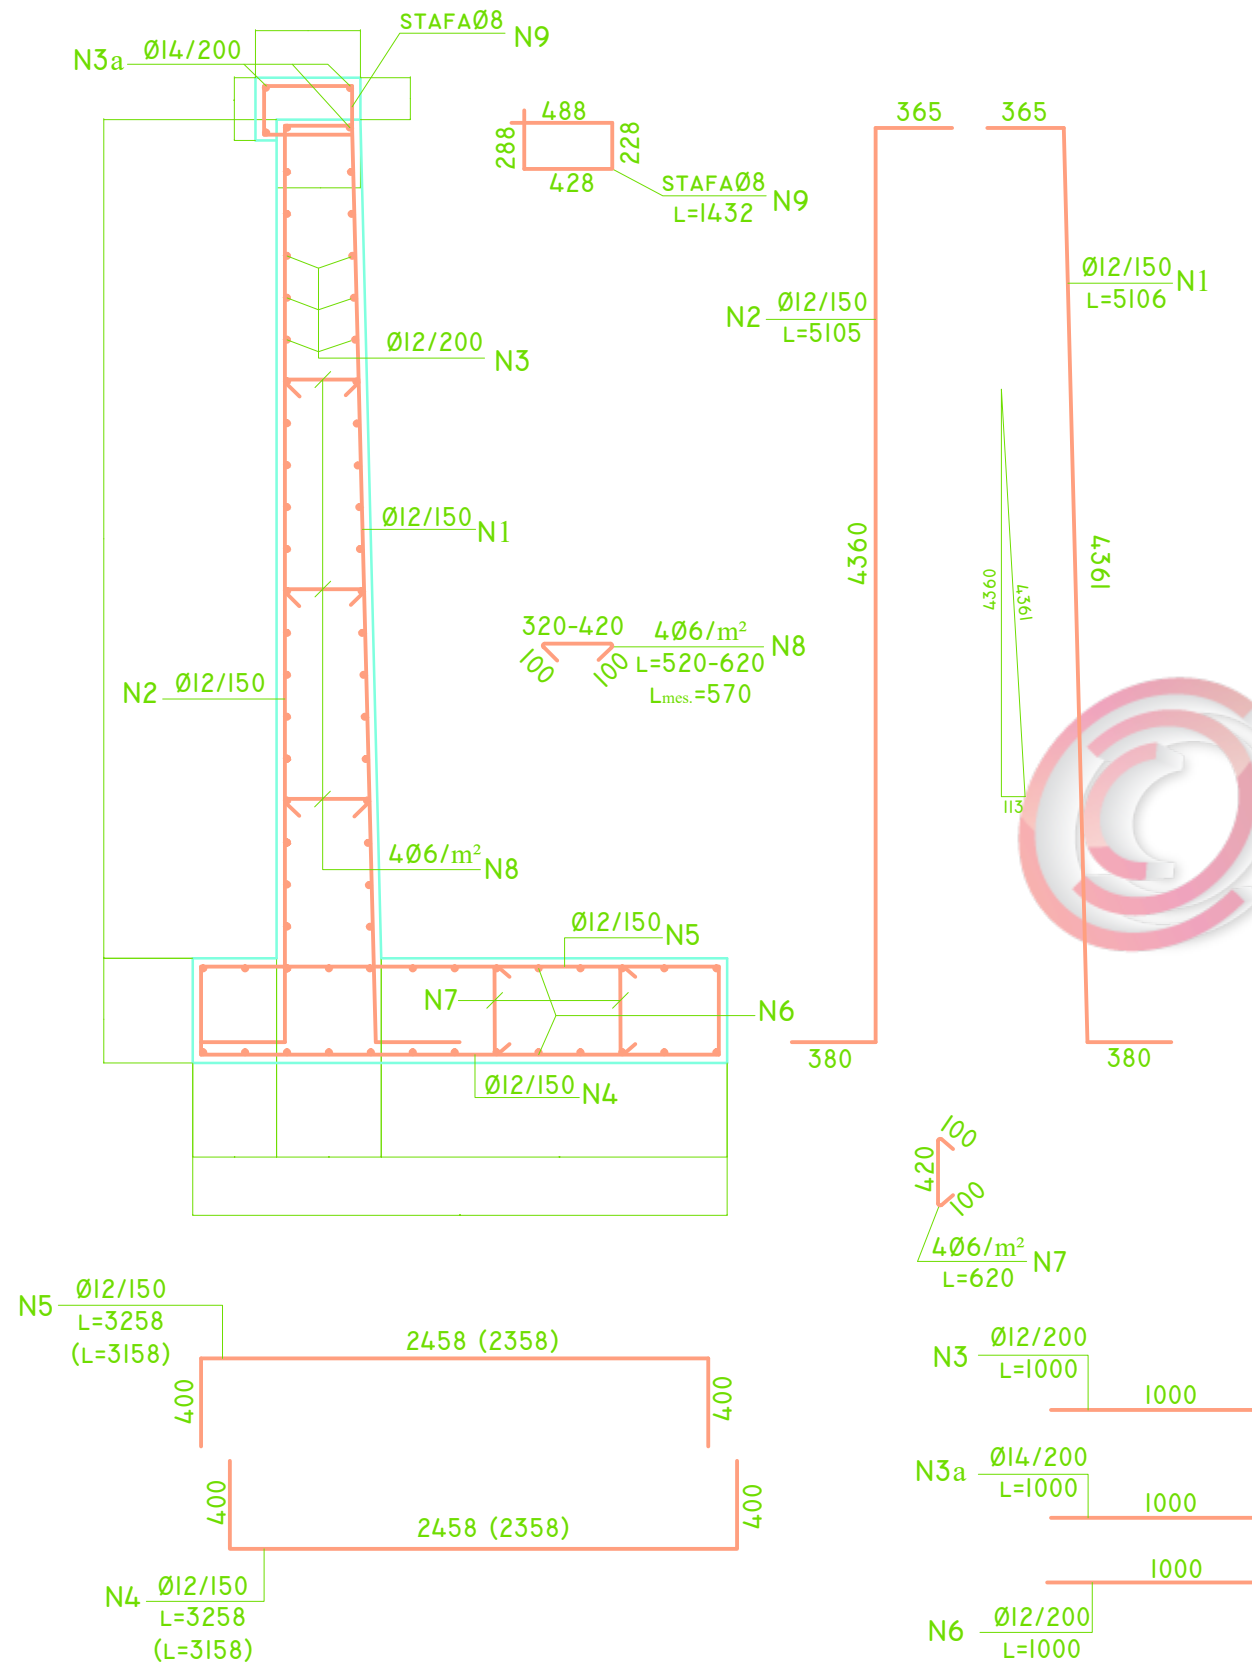 STAFAØ8
N9
N3a
Ø14/200
488
288
228
428
STAFAØ8
L=1432
N9
365
365
N2
Ø12/150
L=5105
Ø12/150
L=5106
N1
Ø12/200
N3
Ø12/150
N1
4360
4361
4360
4361
113
320-420
100
100
4Ø6/m²
L=520-620
Lmes.=570
N8
N2
Ø12/150
4Ø6/m²
N8
Ø12/150
N5
N7
N6
Ø12/150
N4
380
380
100
420
100
4Ø6/m²
L=620
N7
N5
Ø12/150
L=3258
(L=3158)
2458 (2358)
400
400
N3
Ø12/200
L=1000
1000
N3a
Ø14/200
L=1000
1000
400
400
2458 (2358)
N4
Ø12/150
L=3258
(L=3158)
1000
N6
Ø12/200
L=1000